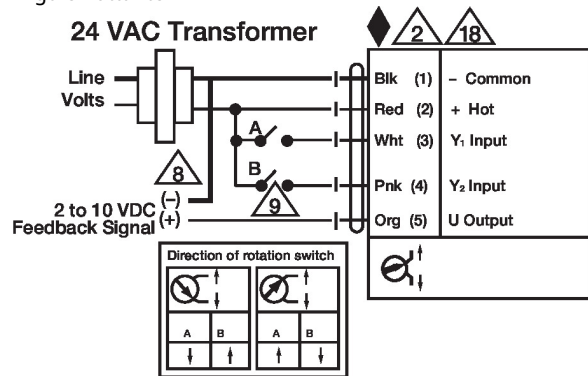 24 VAC Transformer
2 18
Line
Volts
Blk (1) – Common
Red (2) + Hot
A
Wht (3) Y1 Input
B
Pnk (4) Y2 Input
8
9
2 to 10 VDC (–)
Feedback Signal (+)
Org (5) U Output
Direction of rotation switch
A B A B